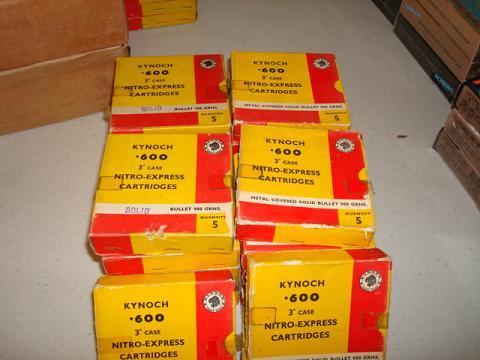 KYNOCH
·600
3" CASE
NITRO-EXPRESS
CARTRIDGES
SOLID BULLET 900 GRNS.
QUANTITY
5
KYNOCH
·600
3" CASE
NITRO-EXPRESS
CARTRIDGES
METAL COVERED SOLID BULLET 900 GRNS.
QUANTITY
5
KYNOCH
·600
3" CASE
NITRO-EXPRESS
CARTRIDGES
SOLID BULLET 900 GRNS.
QUANTITY
5
KYNOCH
·600
3" CASE
NITRO-EXPRESS
CARTRIDGES
METAL COVERED SOLID BULLET 900 GRNS.
QUANTITY
5
KYNOCH
·600
3" CASE
NITRO-EXPRESS
CARTRIDGES
KYNOCH
·600
3" CASE
NITRO-EXPRESS
CARTRIDGES